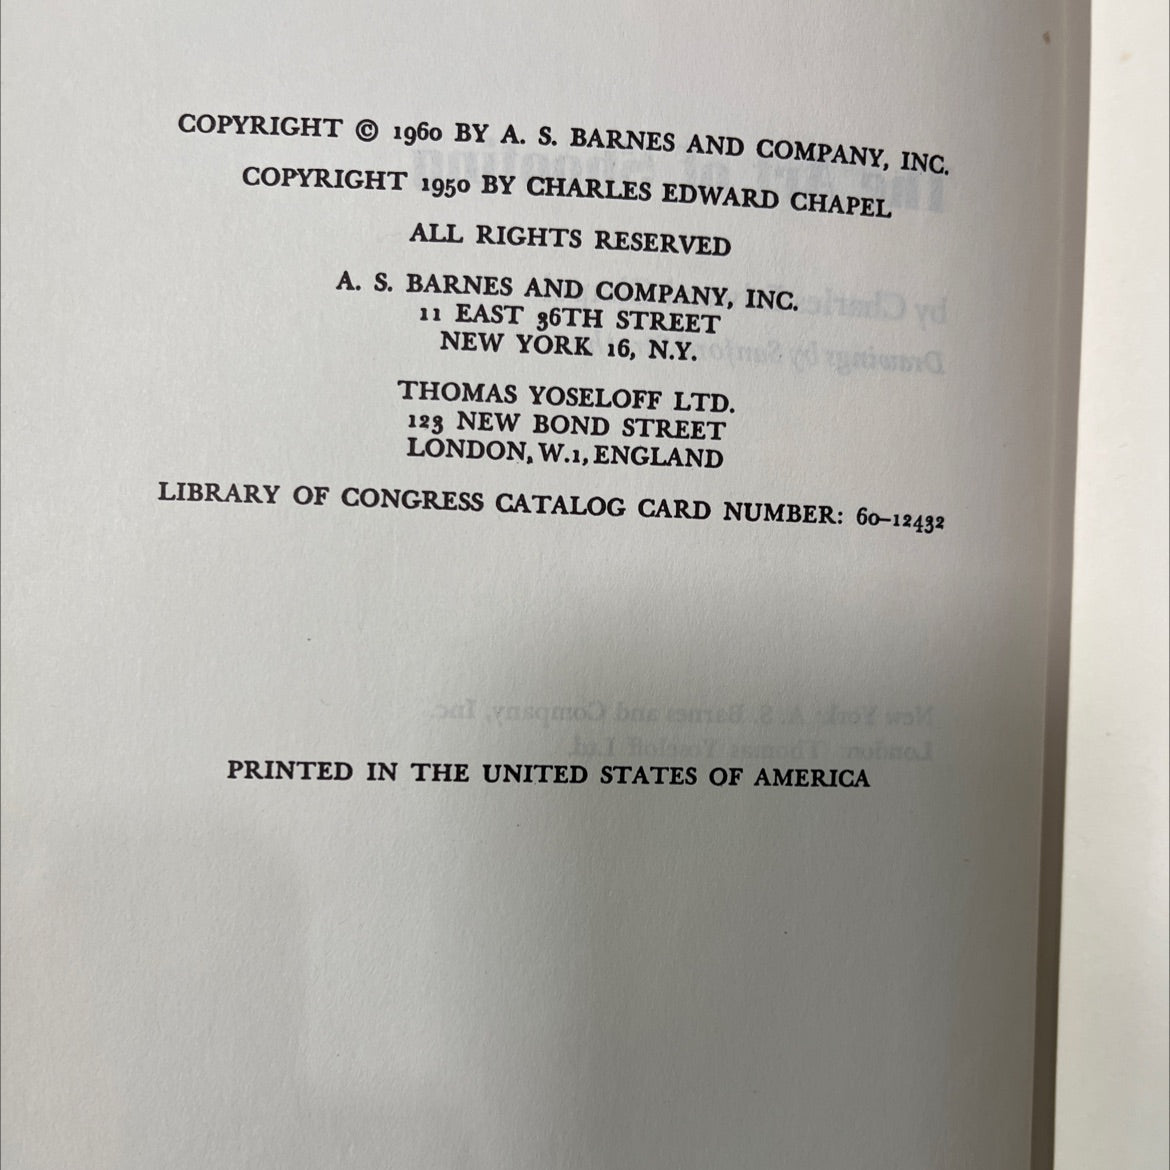 COPYRIGHT © 1960 BY A. S. BARNES AND COMPANY, INC.
COPYRIGHT 1950 BY CHARLES EDWARD CHAPEL
ALL RIGHTS RESERVED
A. S. BARNES AND COMPANY, INC.
11 EAST 36TH STREET
NEW YORK 16, N.Y.
THOMAS YOSELOFF LTD.
123 NEW BOND STREET
LONDON, W.1, ENGLAND
LIBRARY OF CONGRESS CATALOG CARD NUMBER: 60–12432
PRINTED IN THE UNITED STATES OF AMERICA